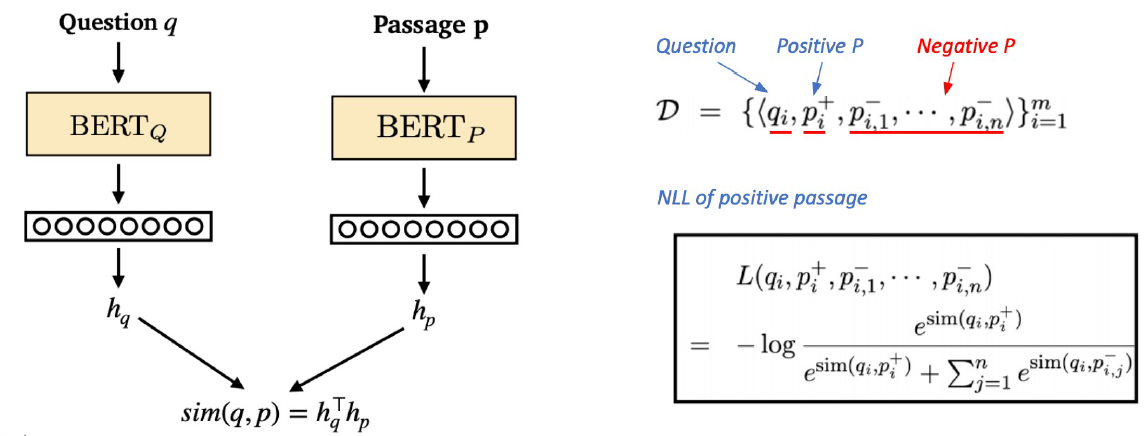 Question q
Passage p
BERT_Q
BERT_P
h_q
h_p
sim(q, p) = h_q^⊤ h_p
Question
Positive P
Negative P
𝒟 = {⟨q_i, p_i^+, p_{i,1}^-, ⋯ , p_{i,n}^-⟩}_{i=1}^m
NLL of positive passage
L(q_i, p_i^+, p_{i,1}^-, ⋯ , p_{i,n}^-)
= −log e^{sim(q_i,p_i^+)} / (e^{sim(q_i,p_i^+)} + ∑_{j=1}^n e^{sim(q_i,p_{i,j}^-)})